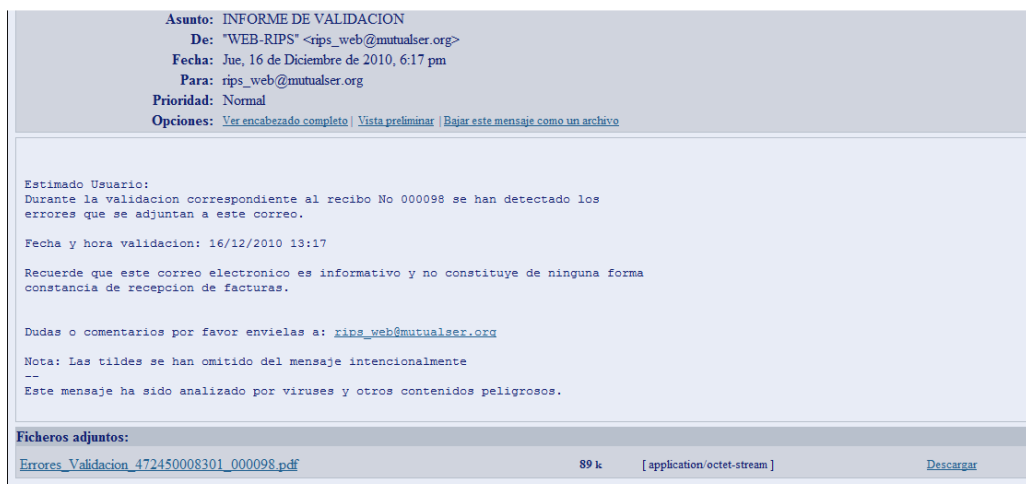 Asunto: INFORME DE VALIDACION
De: "WEB-RIPS" <rips_web@mutualser.org>
Fecha: Jue, 16 de Diciembre de 2010, 6:17 pm
Para: rips_web@mutualser.org
Prioridad: Normal
Opciones: Ver encabezado completo | Vista preliminar | Bajar este mensaje como un archivo
Estimado Usuario:
Durante la validacion correspondiente al recibo No 000098 se han detectado los
errores que se adjuntan a este correo.
Fecha y hora validacion: 16/12/2010 13:17
Recuerde que este correo electronico es informativo y no constituye de ninguna forma
constancia de recepcion de facturas.
Dudas o comentarios por favor envielas a: rips_web@mutualser.org
Nota: Las tildes se han omitido del mensaje intencionalmente
--
Este mensaje ha sido analizado por viruses y otros contenidos peligrosos.
Ficheros adjuntos:
Errores_Validacion_472450008301_000098.pdf 89 k [ application/octet-stream ] Descargar